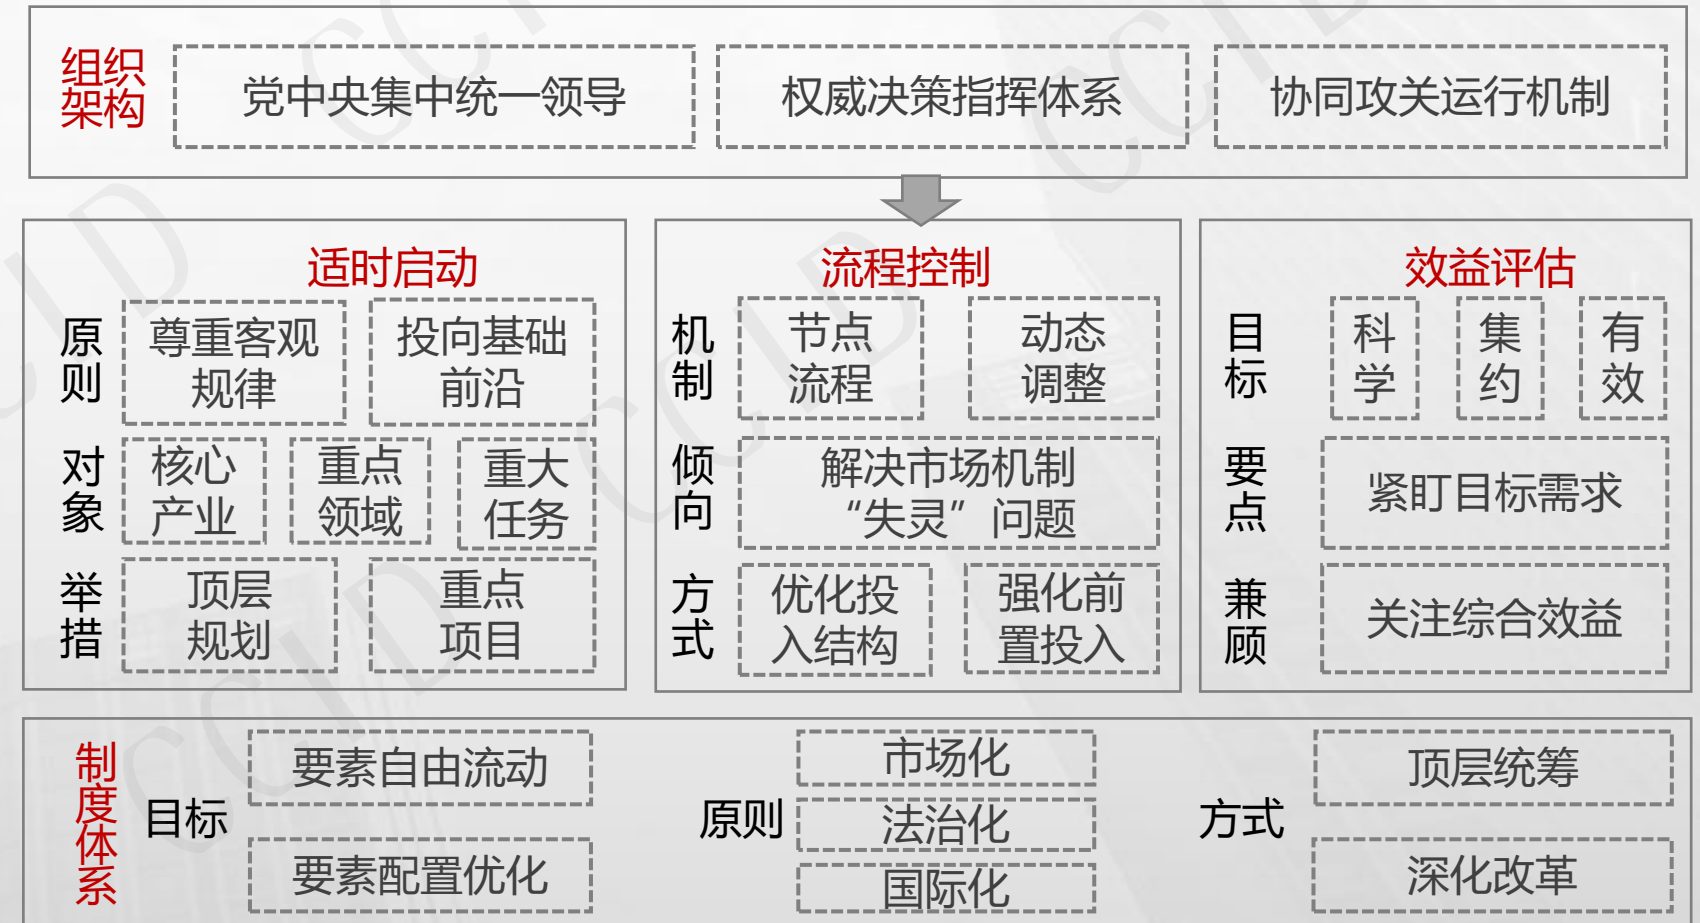 组织
架构
党中央集中统一领导
权威决策指挥体系
协同攻关运行机制
适时启动
原则
尊重客观
规律
投向基础
前沿
对象
核心
产业
重点
领域
重大
任务
举措
顶层
规划
重点
项目
流程控制
机制
节点
流程
动态
调整
倾向
解决市场机制
“失灵”问题
方式
优化投
入结构
强化前
置投入
效益评估
目标
科学
集约
有效
要点
紧盯目标需求
兼顾
关注综合效益
制度体系
目标
要素自由流动
要素配置优化
原则
市场化
法治化
国际化
方式
顶层统筹
深化改革
CCID
CCID
CCID
CCID
CCID